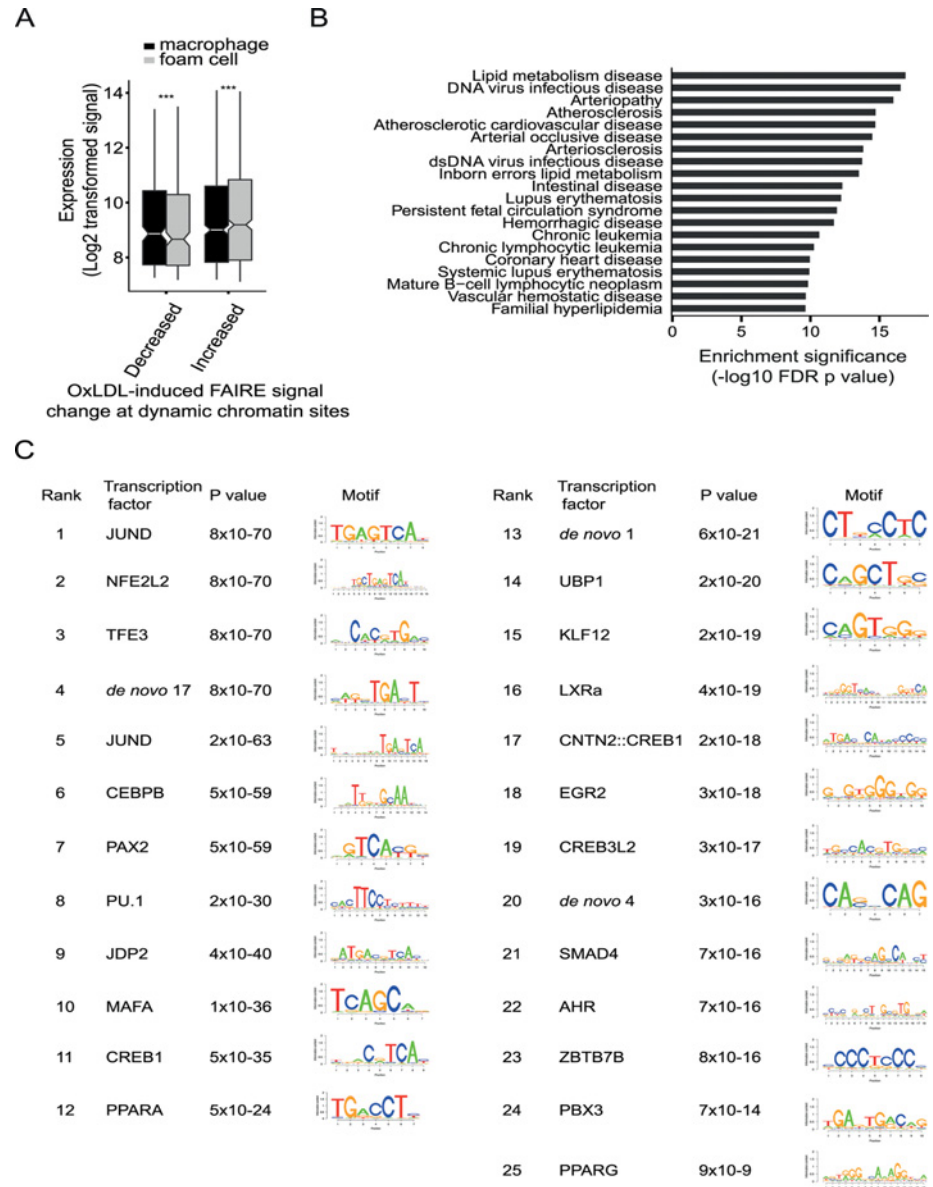 A
macrophage
foam cell
Expression
(Log2 transformed signal)
14
12
10
8
***
***
Decreased
Increased
OxLDL-induced FAIRE signal
change at dynamic chromatin sites
B
Lipid metabolism disease
DNA virus infectious disease
Arteriopathy
Atherosclerosis
Atherosclerotic cardiovascular disease
Arterial occlusive disease
Arteriosclerosis
dsDNA virus infectious disease
Inborn errors lipid metabolism
Intestinal disease
Lupus erythematosis
Persistent fetal circulation syndrome
Hemorrhagic disease
Chronic leukemia
Chronic lymphocytic leukemia
Coronary heart disease
Systemic lupus erythematosis
Mature B−cell lymphocytic neoplasm
Vascular hemostatic disease
Familial hyperlipidemia
0 5 10 15
Enrichment significance
(-log10 FDR p value)
C
Rank Transcription factor P value Motif
1 JUND 8x10-70 TGAGTCA
2 NFE2L2 8x10-70
3 TFE3 8x10-70
4 de novo 17 8x10-70
5 JUND 2x10-63
6 CEBPB 5x10-59
7 PAX2 5x10-59
8 PU.1 2x10-30
9 JDP2 4x10-40
10 MAFA 1x10-36
11 CREB1 5x10-35
12 PPARA 5x10-24
Rank Transcription factor P value Motif
13 de novo 1 6x10-21
14 UBP1 2x10-20
15 KLF12 2x10-19
16 LXRa 4x10-19
17 CNTN2::CREB1 2x10-18
18 EGR2 3x10-18
19 CREB3L2 3x10-17
20 de novo 4 3x10-16
21 SMAD4 7x10-16
22 AHR 7x10-16
23 ZBTB7B 8x10-16
24 PBX3 7x10-14
25 PPARG 9x10-9